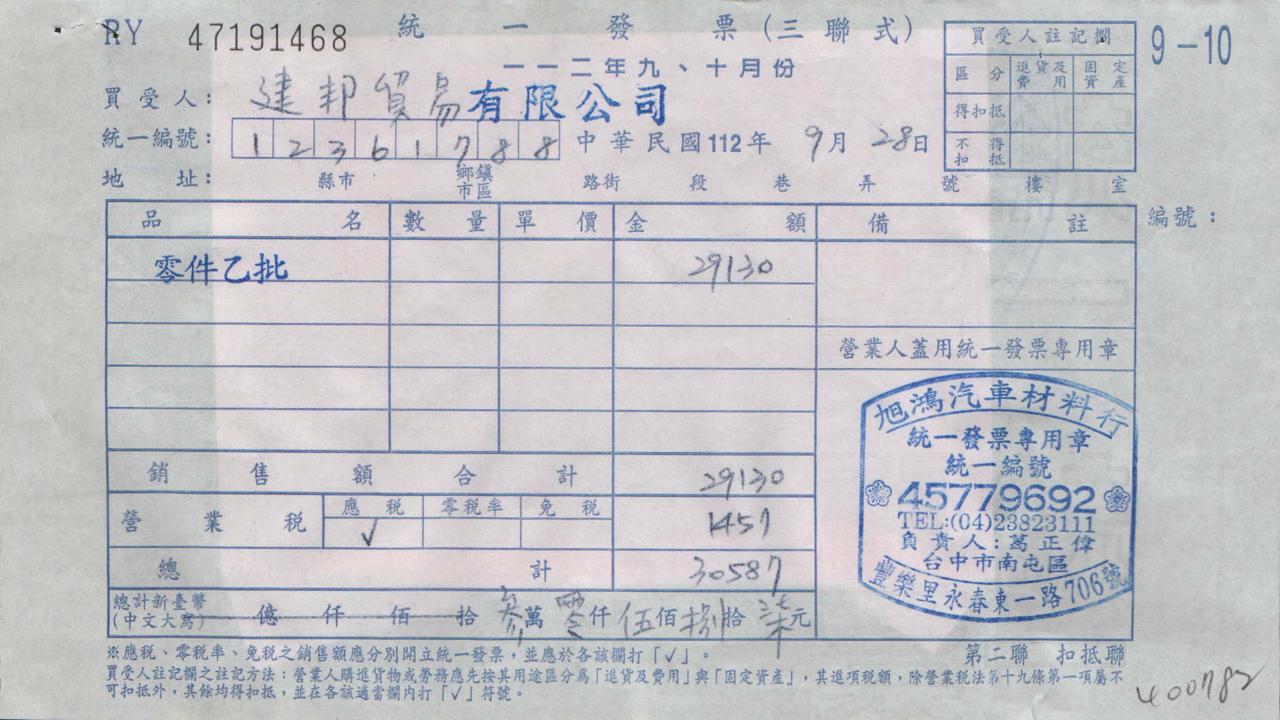 RY 47191468 統一發票(三聯式) 9-10
一一二年九、十月份
買受人註記欄
區分 進貨及費用 固定資產
得扣抵
不得扣抵
買受人: 建邦貿易有限公司
統一編號: 12361788 中華民國112年9月28日
地址: 縣市 鄉鎮市區 路街 段 巷 弄 號 樓 室
品名 數量 單價 金額 備註 編號:
零件乙批 29130
營業人蓋用統一發票專用章
旭鴻汽車材料行
統一發票專用章
統一編號
45779692
TEL:(04)23823111
負責人:葛正偉
台中市南屯區
豐樂里永春東一路706號
銷售額合計 29130
營業稅 應稅 零稅率 免稅 1457
√
總計 30587
總計新臺幣(中文大寫) 億仟佰拾參萬零仟伍佰捌拾柒元
※應稅、零稅率、免稅之銷售額應分別開立統一發票,並應於各該欄打「√」。 第二聯 扣抵聯
買受人註記欄之註記方法:營業人購進貨物或勞務應先按其用途區分為「進貨及費用」與「固定資產」,其進項稅額,除營業稅法第十九條第一項屬不
可扣抵外,其餘均得扣抵,並在各該適當欄內打「√」符號。
400782